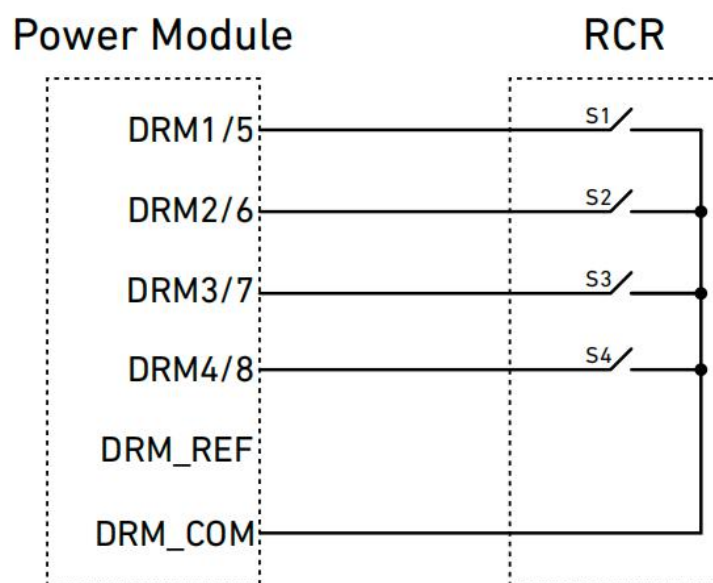 Power Module RCR
DRM1/5 S1
DRM2/6 S2
DRM3/7 S3
DRM4/8 S4
DRM_REF
DRM_COM